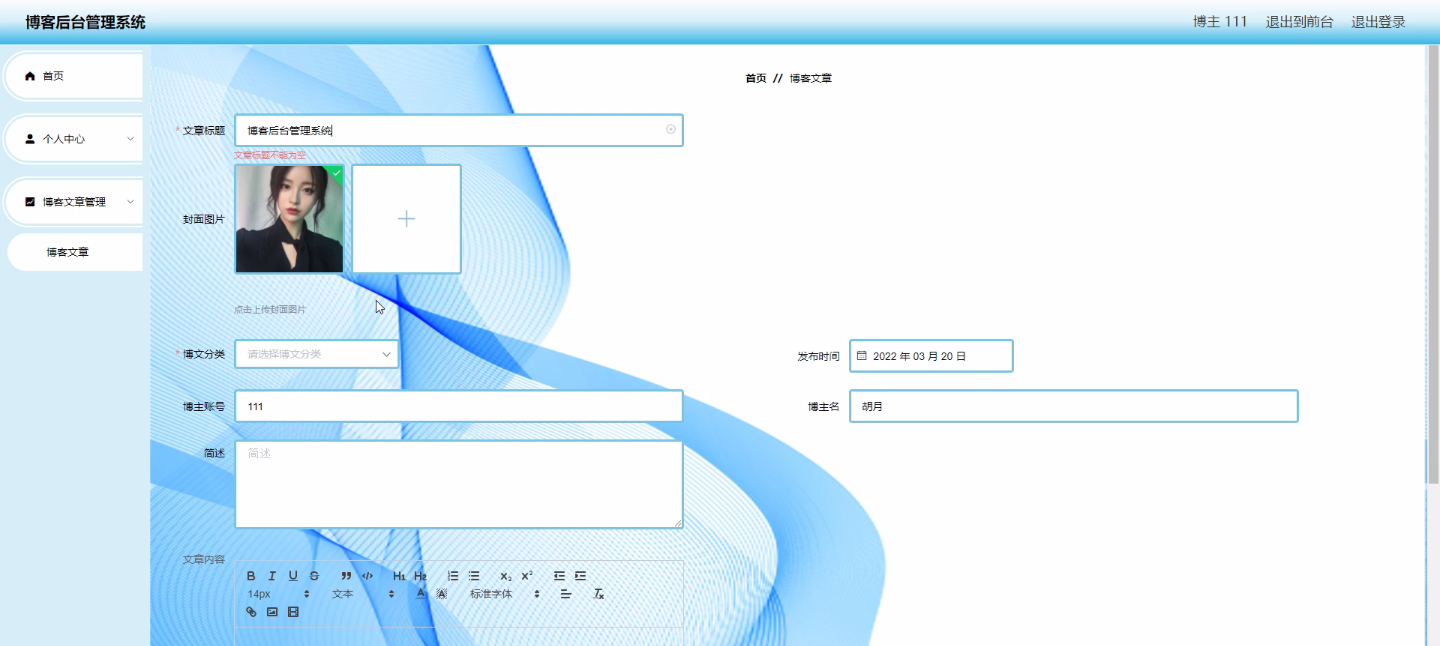 博客后台管理系统
博主 111 退出到前台 退出登录
首页
个人中心
博客文章管理
博客文章
首页 // 博客文章
* 文章标题 博客后台管理系统
文章标题不能为空
封面图片
点击上传封面图片
* 博文分类 请选择博文分类
发布时间 2022 年 03 月 20 日
博主账号 111
博主名 胡月
简述 简述
文章内容
B I U S ” </> H1 H2 X2 X2
14px 文本 A A 标准字体 Tx